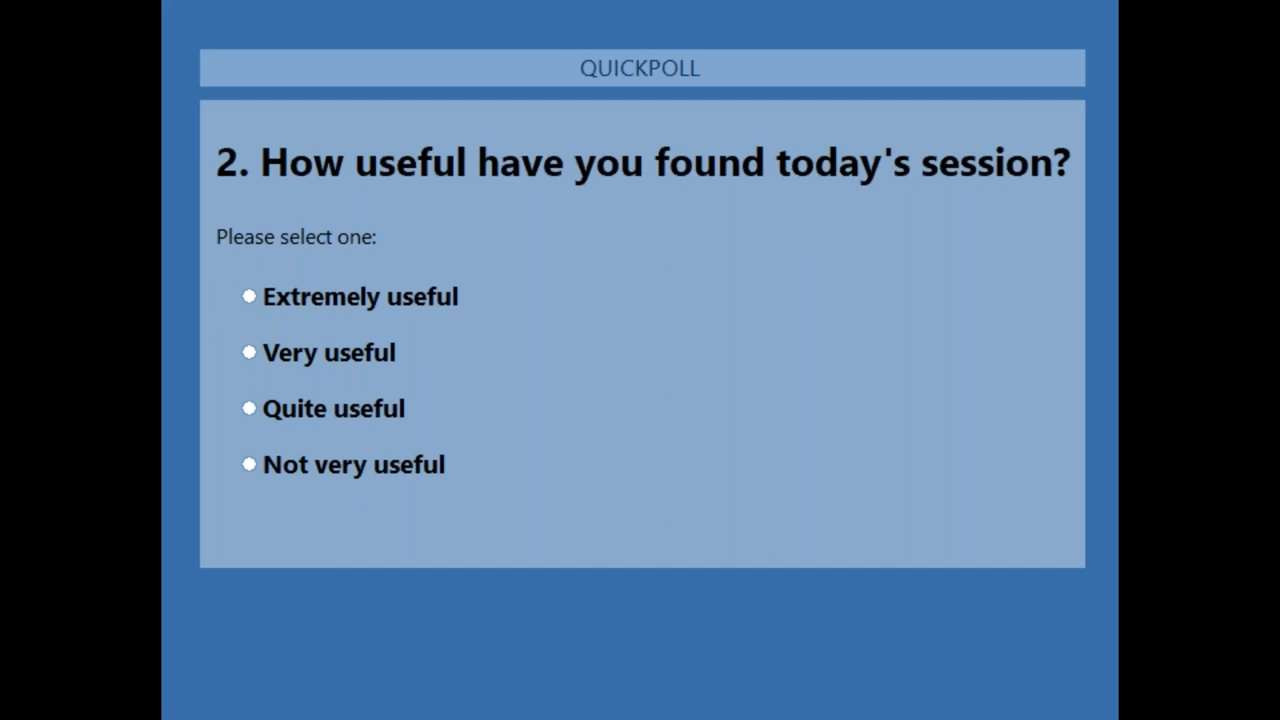 QUICKPOLL
2. How useful have you found today's session?
Please select one:
Extremely useful
Very useful
Quite useful
Not very useful